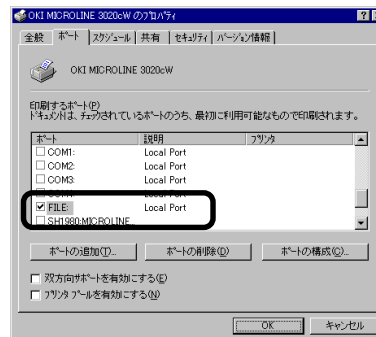 OKI MICROLINE 3020cW のﾌﾟﾛﾊﾟﾃｨ
全般 ポート スケジュール 共有 セキュリティ バージョン情報
OKI MICROLINE 3020cW
印刷するポート(P)
ドキュメントは、チェックされているポートのうち、最初に利用可能なもので印刷されます。
ポート 説明 プリンタ
COM1: Local Port
COM2: Local Port
COM3: Local Port
FILE: Local Port
SH1980:MICROLINE...
ポートの追加(T)... ポートの削除(D) ポートの構成(C)...
双方向サポートを有効にする(E)
プリンタ プールを有効にする(N)
OK キャンセル